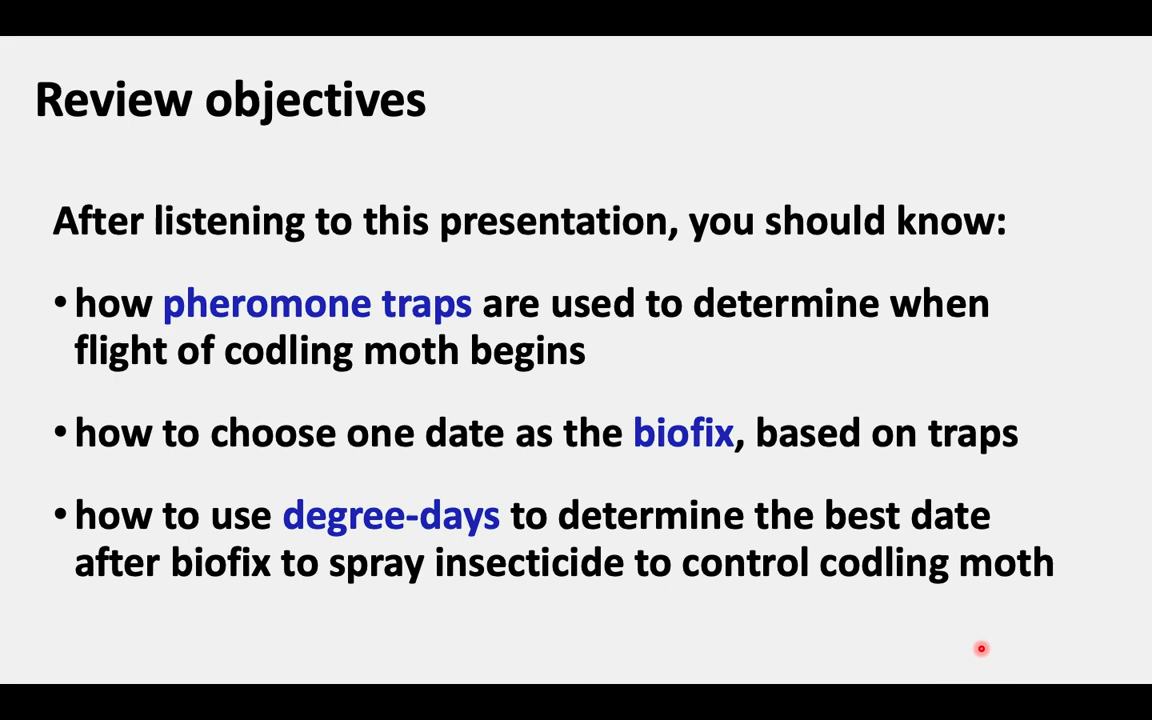 Review objectives
After listening to this presentation, you should know:
• how pheromone traps are used to determine when
flight of codling moth begins
• how to choose one date as the biofix, based on traps
• how to use degree-days to determine the best date
after biofix to spray insecticide to control codling moth